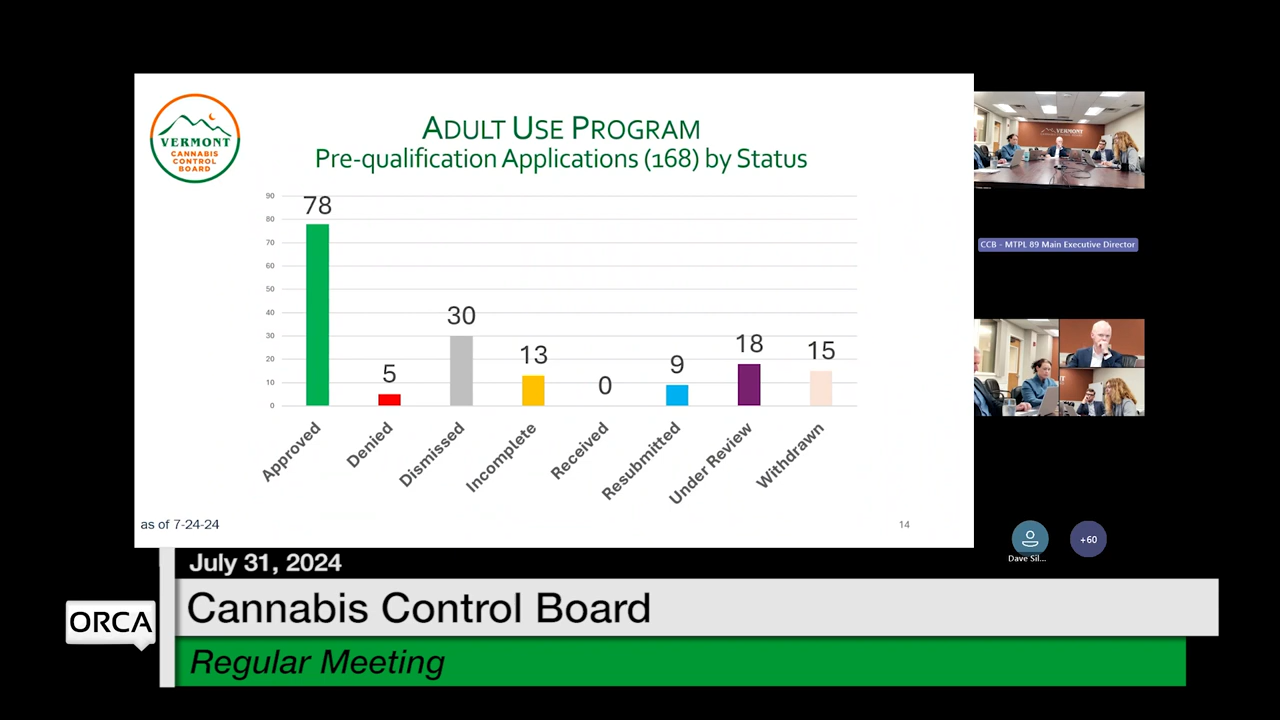 VERMONT
CANNABIS
CONTROL
BOARD
ADULT USE PROGRAM
Pre-qualification Applications (168) by Status
90
80
70
60
50
40
30
20
10
0
78
5
30
13
0
9
18
15
Approved
Denied
Dismissed
Incomplete
Received
Resubmitted
Under Review
Withdrawn
as of 7-24-24
14
VERMONT
CCB - MTPL 89 Main Executive Director
Dave Sil...
+60
July 31, 2024
ORCA
Cannabis Control Board
Regular Meeting